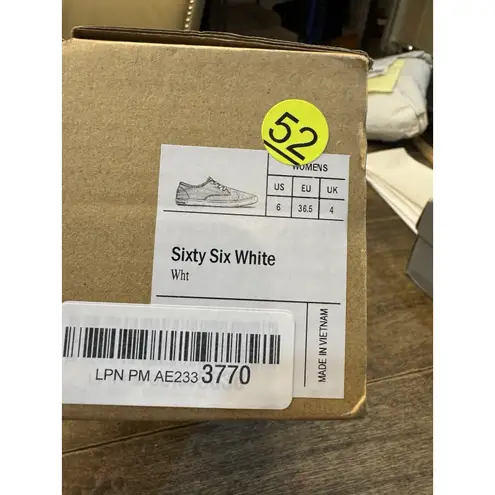 52
WOMENS
US EU UK
6 36.5 4
Sixty Six White
Wht
MADE IN VIETNAM
LPN PM AE233 3770